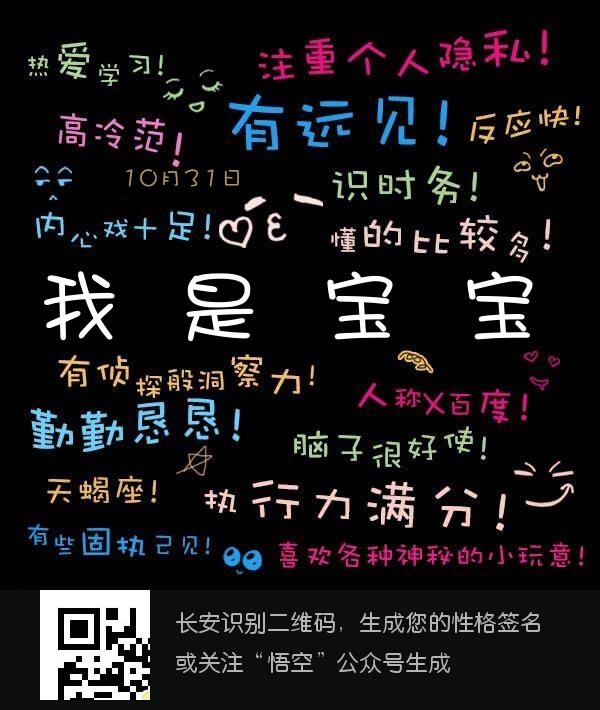 热爱学习!
注重个人隐私!
高冷范!
有远见!
反应快!
10月31日
识时务!
内心戏十足!
懂的比较多!
我是宝宝
有侦探般洞察力!
人称X百度!
勤勤恳恳!
脑子很好使!
天蝎座!
执行力满分!
有些固执己见!
喜欢各种神秘的小玩意!
长安识别二维码，生成您的性格签名
或关注“悟空”公众号生成